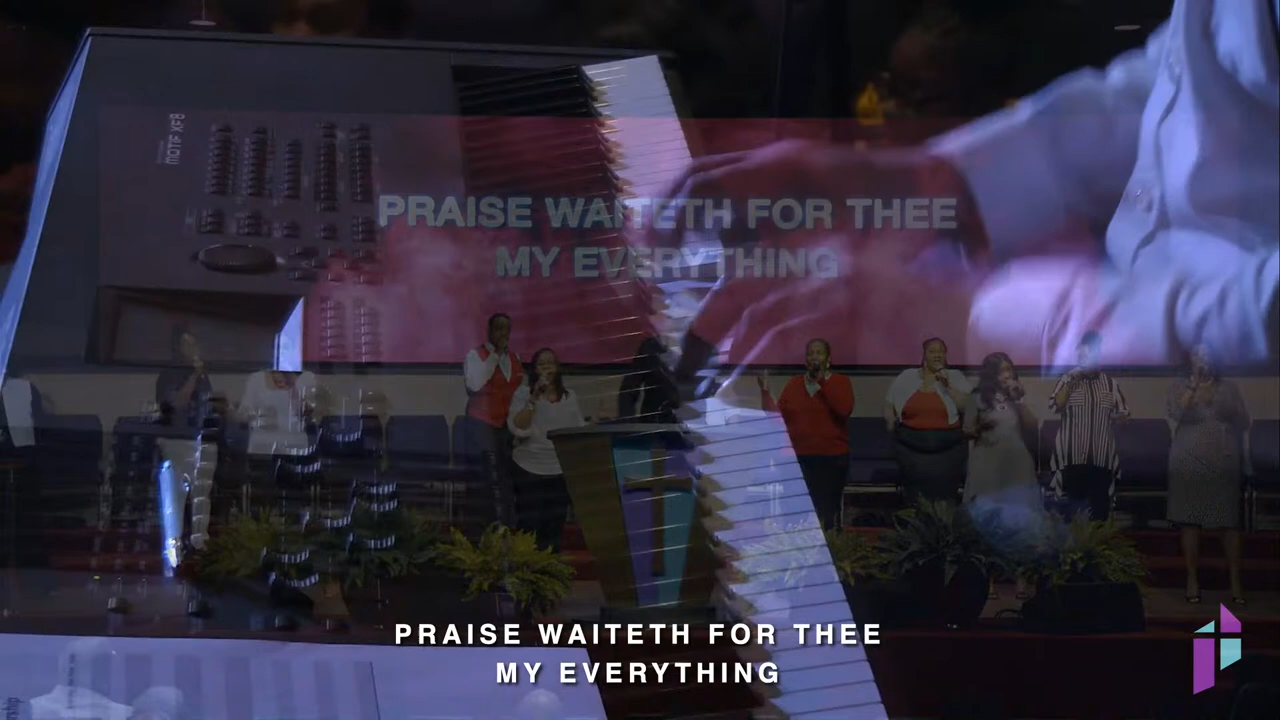 MOTIF XF8
PRAISE WAITETH FOR THEE
MY EVERYTHING
PRAISE WAITETH FOR THEE
MY EVERYTHING